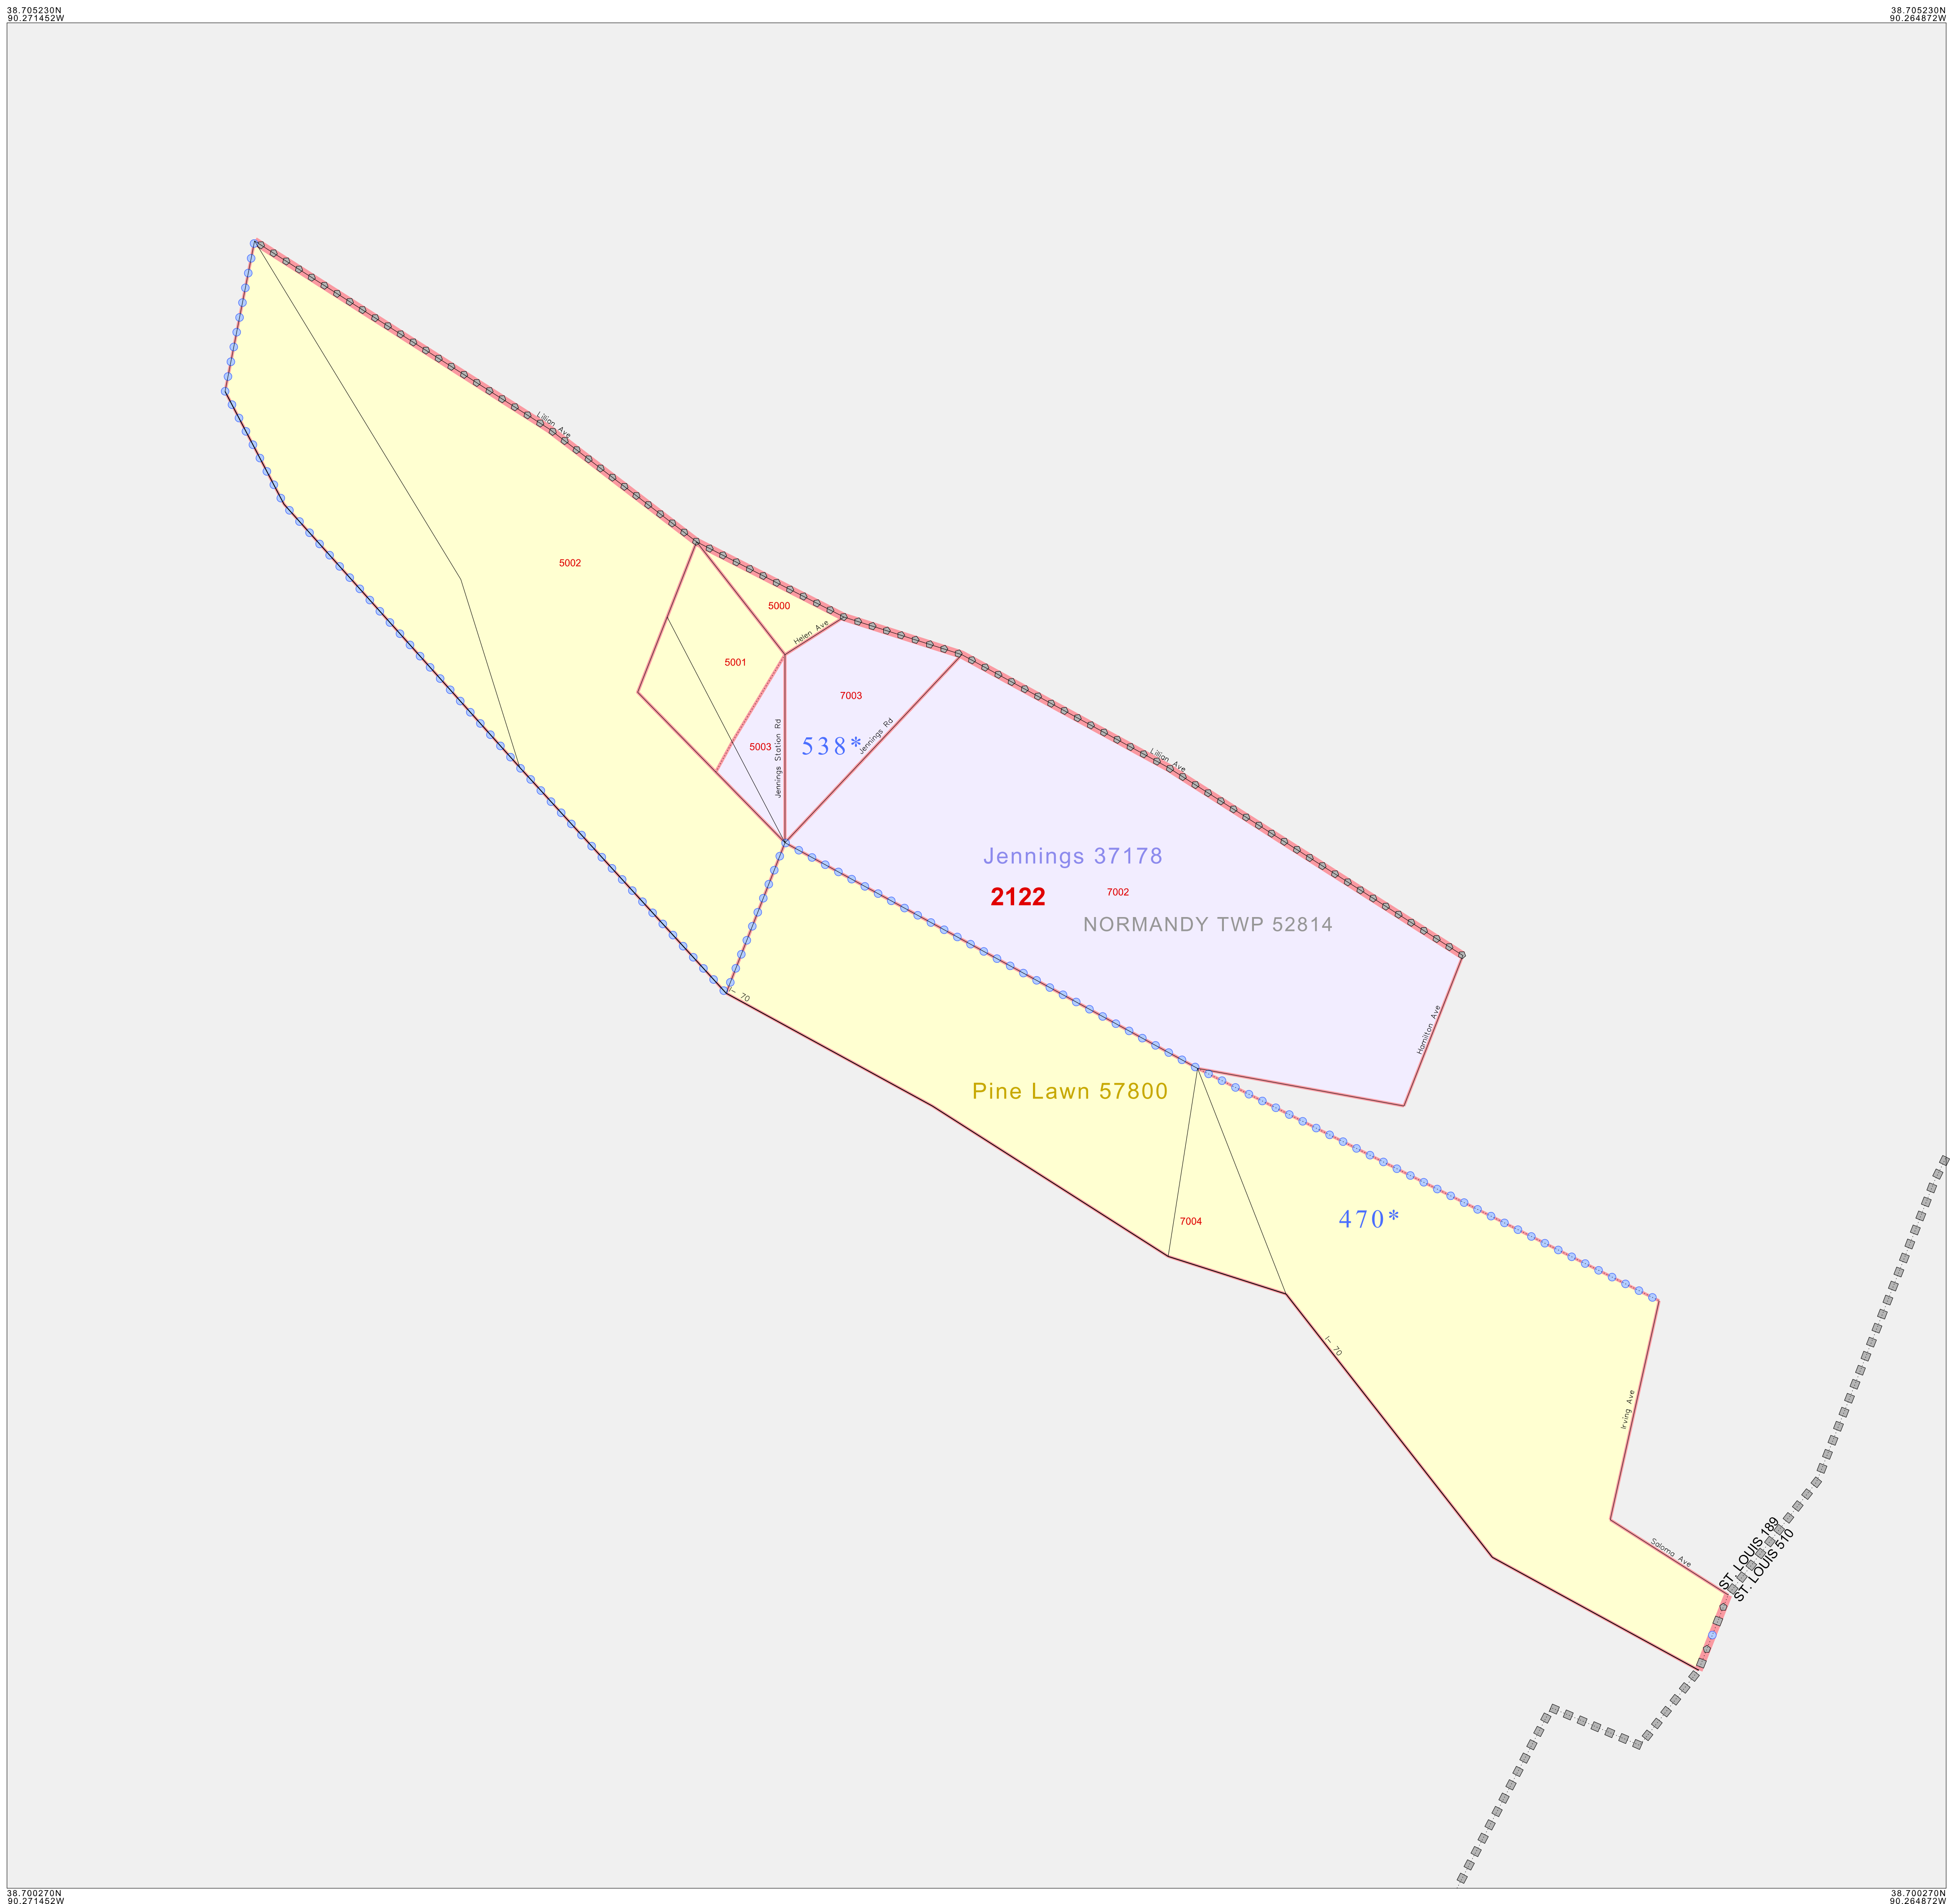 38.705230N
90.271452W
38.705230N
90.264872W
Lillian Ave
5002
5000
Helen Ave
5001
7003
5003
Jennings Station Rd
538*
Jennings Rd
Lillian Ave
Jennings 37178
2122
7002
NORMANDY TWP 52814
I- 70
Hamilton Ave
Pine Lawn 57800
7004
470*
I- 70
Irving Ave
Saloma Ave
ST. LOUIS 189
ST. LOUIS 510
38.700270N
90.271452W
38.700270N
90.264872W